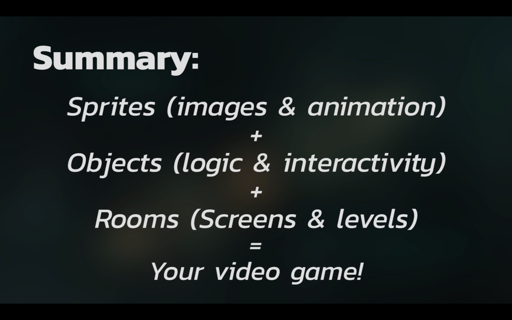 Summary:
Sprites (images & animation)
+
Objects (logic & interactivity)
+
Rooms (Screens & levels)
=
Your video game!